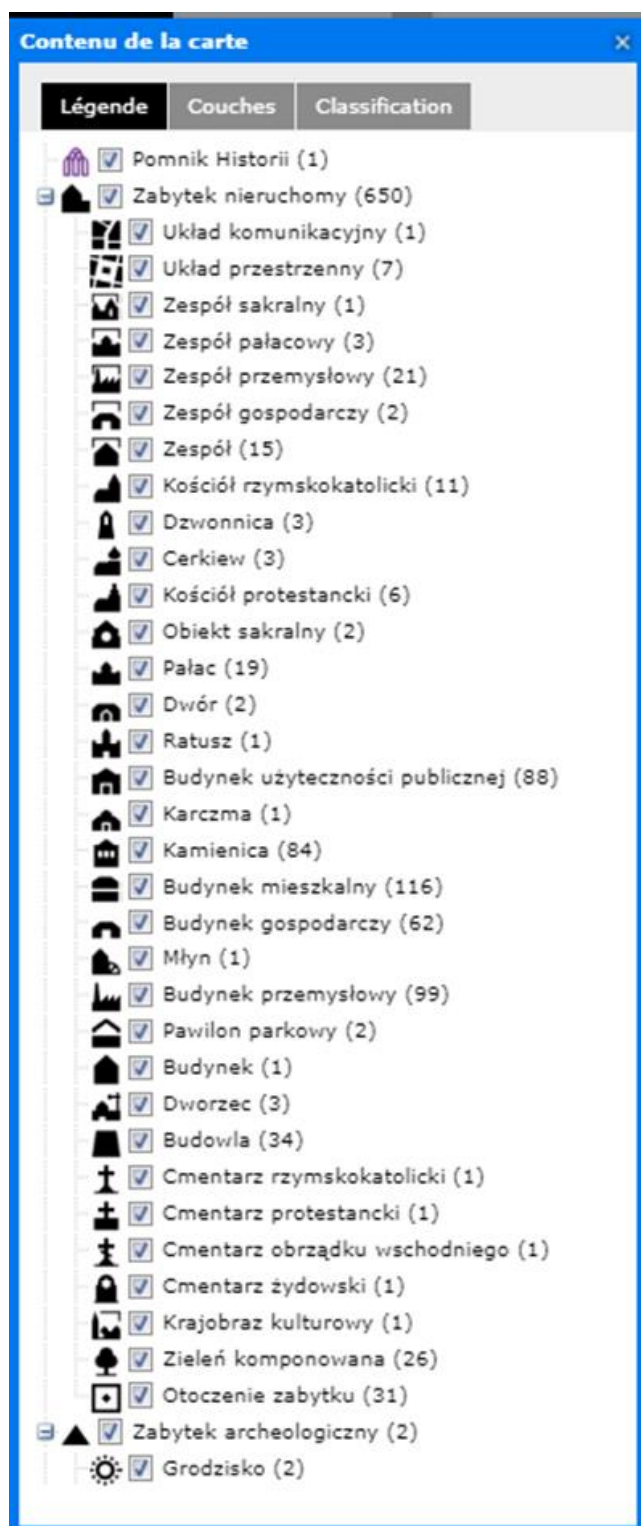 Contenu de la carte
Légende Couches Classification
Pomnik Historii (1)
Zabytek nieruchomy (650)
Układ komunikacyjny (1)
Układ przestrzenny (7)
Zespół sakralny (1)
Zespół pałacowy (3)
Zespół przemysłowy (21)
Zespół gospodarczy (2)
Zespół (15)
Kościół rzymskokatolicki (11)
Dzwonnica (3)
Cerkiew (3)
Kościół protestancki (6)
Obiekt sakralny (2)
Pałac (19)
Dwór (2)
Ratusz (1)
Budynek użyteczności publicznej (88)
Karczma (1)
Kamienica (84)
Budynek mieszkalny (116)
Budynek gospodarczy (62)
Młyn (1)
Budynek przemysłowy (99)
Pawilon parkowy (2)
Budynek (1)
Dworzec (3)
Budowla (34)
Cmentarz rzymskokatolicki (1)
Cmentarz protestancki (1)
Cmentarz obrządku wschodniego (1)
Cmentarz żydowski (1)
Krajobraz kulturowy (1)
Zieleń komponowana (26)
Otoczenie zabytku (31)
Zabytek archeologiczny (2)
Grodzisko (2)